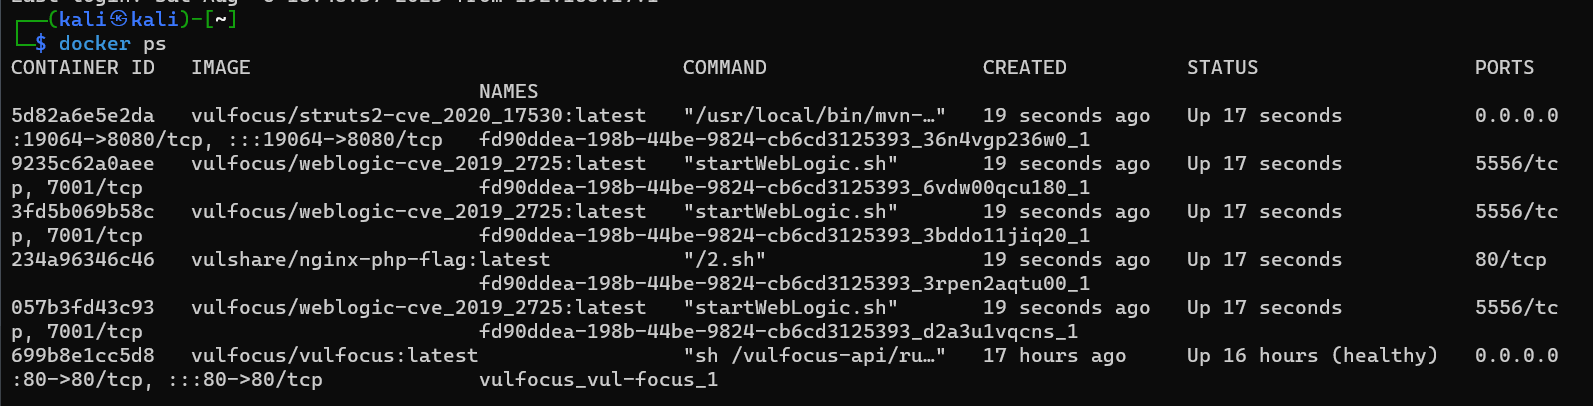 ┌──(kali㉿kali)-[~]
└─$ docker ps
CONTAINER ID   IMAGE                                    COMMAND                  CREATED          STATUS                  PORTS
                                       NAMES
5d82a6e5e2da   vulfocus/struts2-cve_2020_17530:latest   "/usr/local/bin/mvn-…"   19 seconds ago   Up 17 seconds           0.0.0.0
:19064->8080/tcp, :::19064->8080/tcp   fd90ddea-198b-44be-9824-cb6cd3125393_36n4vgp236w0_1
9235c62a0aee   vulfocus/weblogic-cve_2019_2725:latest   "startWebLogic.sh"       19 seconds ago   Up 17 seconds           5556/tc
p, 7001/tcp                            fd90ddea-198b-44be-9824-cb6cd3125393_6vdw00qcu180_1
3fd5b069b58c   vulfocus/weblogic-cve_2019_2725:latest   "startWebLogic.sh"       19 seconds ago   Up 17 seconds           5556/tc
p, 7001/tcp                            fd90ddea-198b-44be-9824-cb6cd3125393_3bddo11jiq20_1
234a96346c46   vulshare/nginx-php-flag:latest           "/2.sh"                  19 seconds ago   Up 17 seconds           80/tcp
                                       fd90ddea-198b-44be-9824-cb6cd3125393_3rpen2aqtu00_1
057b3fd43c93   vulfocus/weblogic-cve_2019_2725:latest   "startWebLogic.sh"       19 seconds ago   Up 17 seconds           5556/tc
p, 7001/tcp                            fd90ddea-198b-44be-9824-cb6cd3125393_d2a3u1vqcns_1
699b8e1cc5d8   vulfocus/vulfocus:latest                 "sh /vulfocus-api/ru…"   17 hours ago     Up 16 hours (healthy)   0.0.0.0
:80->80/tcp, :::80->80/tcp             vulfocus_vul-focus_1